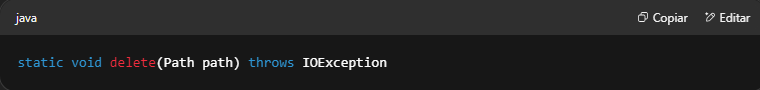 java
Copiar
Editar
static void delete(Path path) throws IOException